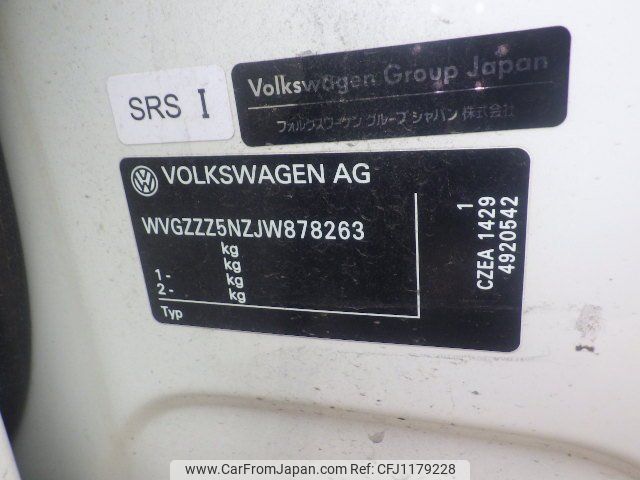 SRS I
Volkswagen Group Japan
フォルクスワーゲン グループ ジャパン 株式会社
VOLKSWAGEN AG
WVGZZZ5NZJW878263
kg
kg
1- kg
2- kg
Typ
1
CZEA 1429
4920542
www.CarFromJapan.com - CFJ1179228